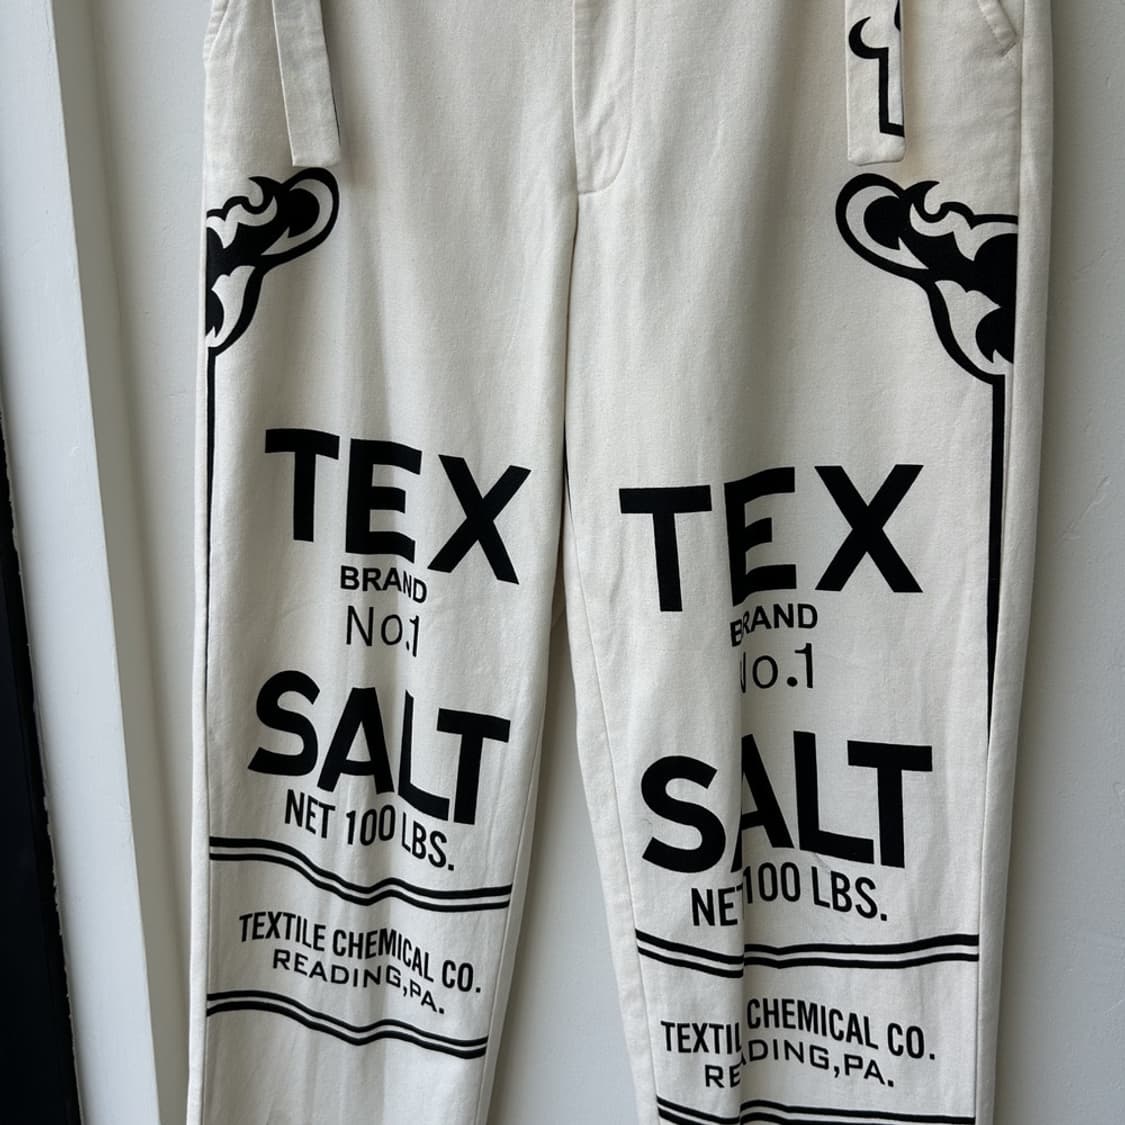 TEX
BRAND
No.1
SALT
NET 100 LBS.
TEXTILE CHEMICAL CO.
READING,PA.
TEX
BRAND
No.1
SALT
NET 100 LBS.
TEXTIL CHEMICAL CO.
READING,PA.